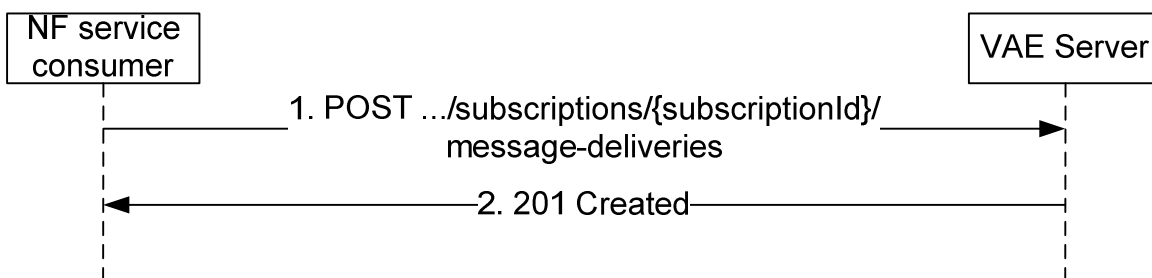 NF service
consumer
VAE Server
1. POST .../subscriptions/{subscriptionId}/
message-deliveries
2. 201 Created